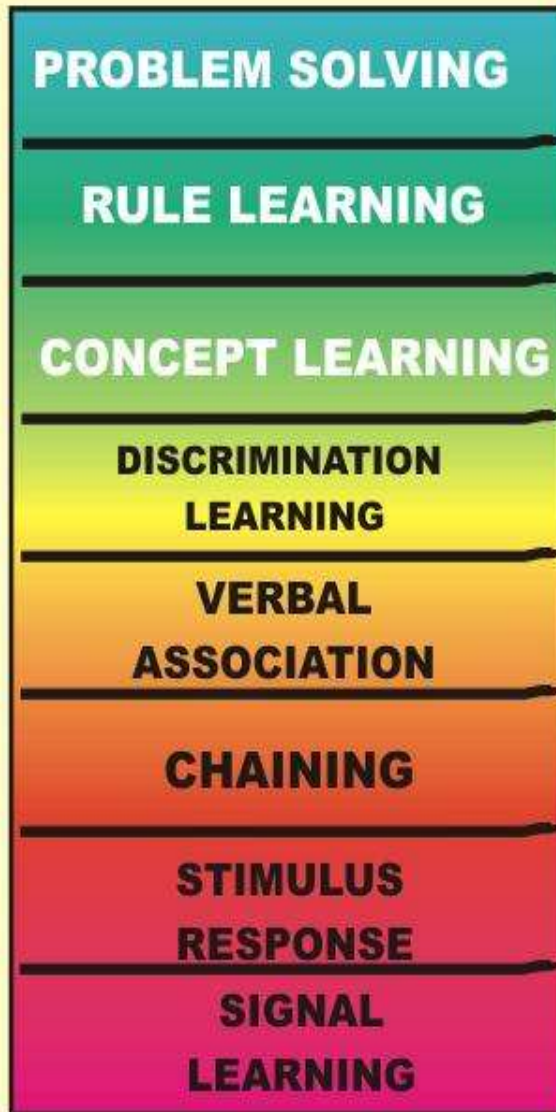 PROBLEM SOLVING
RULE LEARNING
CONCEPT LEARNING
DISCRIMINATION
LEARNING
VERBAL
ASSOCIATION
CHAINING
STIMULUS
RESPONSE
SIGNAL
LEARNING